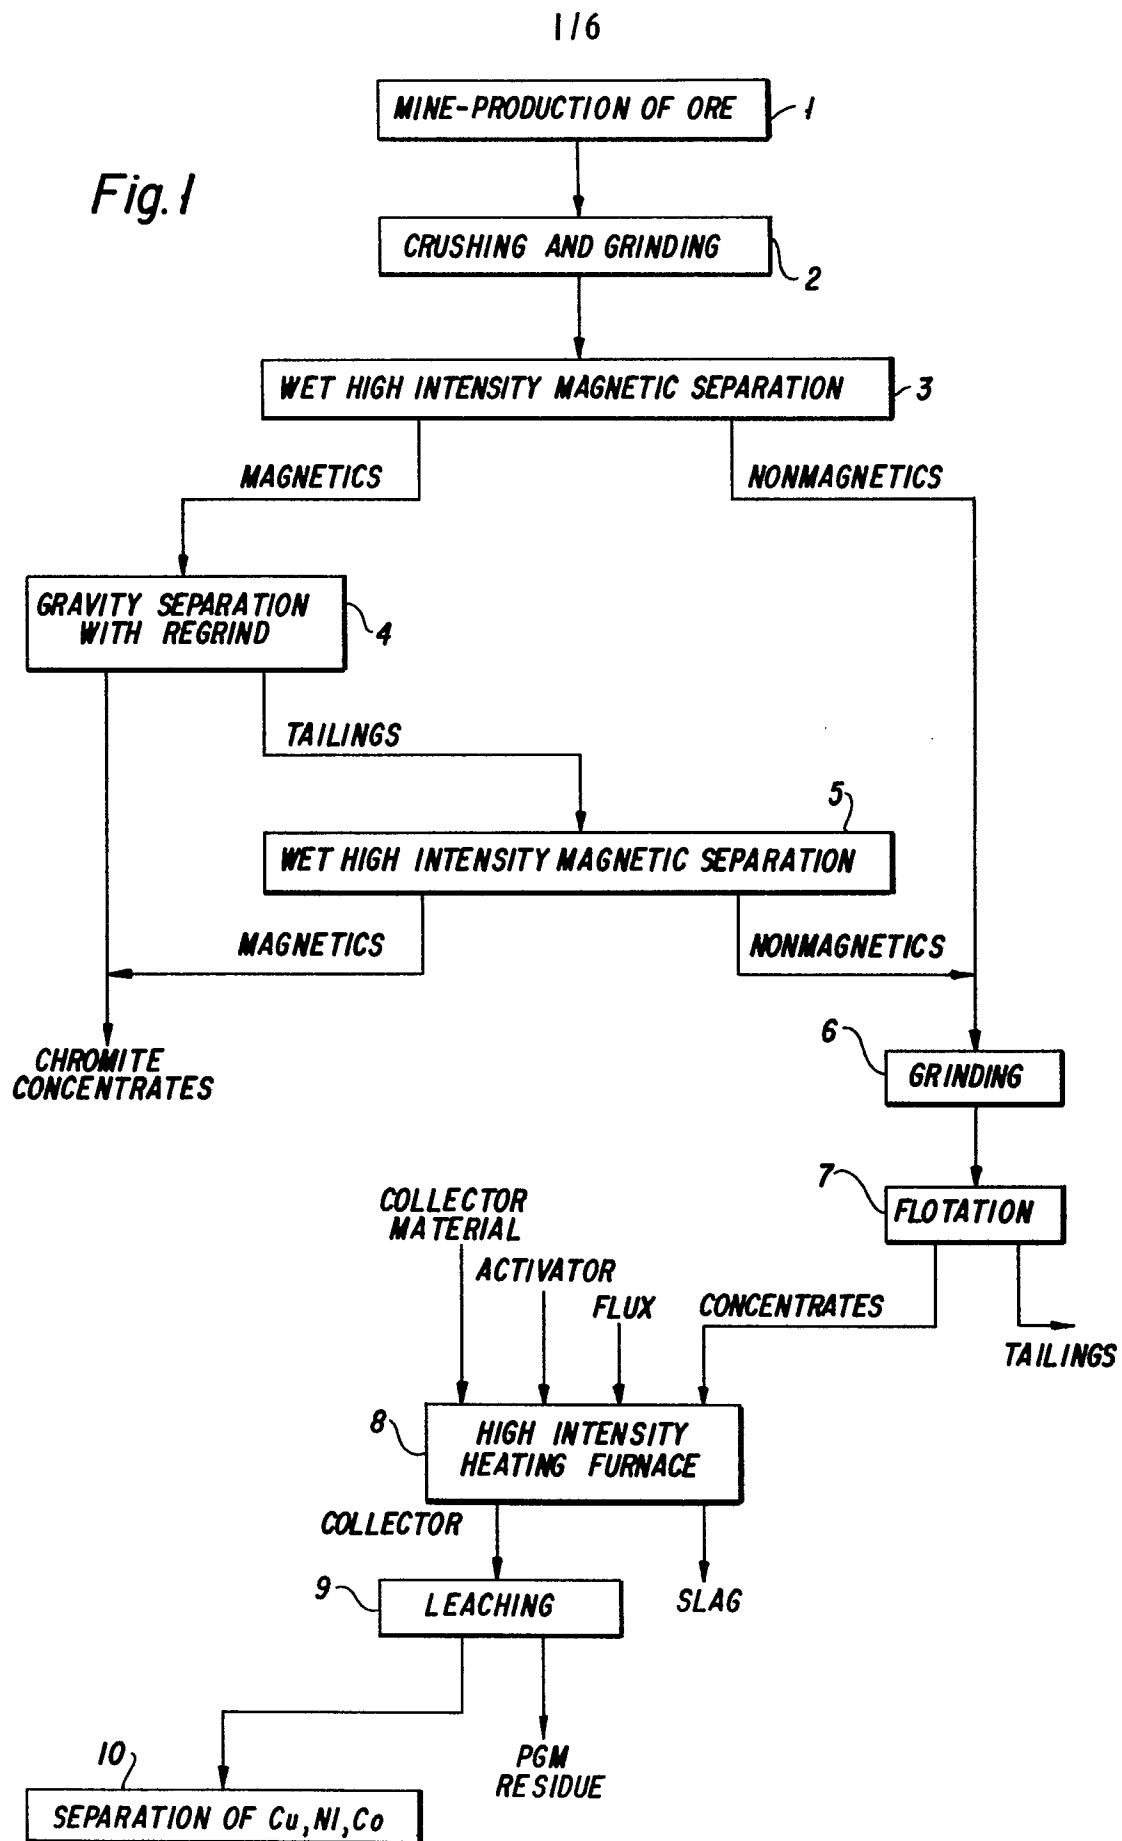 1/6
MINE-PRODUCTION OF ORE
1
Fig.1
CRUSHING AND GRINDING
2
WET HIGH INTENSITY MAGNETIC SEPARATION
3
MAGNETICS
NONMAGNETICS
GRAVITY SEPARATION
WITH REGRIND
4
TAILINGS
5
WET HIGH INTENSITY MAGNETIC SEPARATION
MAGNETICS
NONMAGNETICS
CHROMITE
CONCENTRATES
6
GRINDING
7
FLOTATION
COLLECTOR
MATERIAL
ACTIVATOR
FLUX
CONCENTRATES
TAILINGS
8
HIGH INTENSITY
HEATING FURNACE
COLLECTOR
SLAG
9
LEACHING
PGM
RESIDUE
10
SEPARATION OF Cu,NI,Co